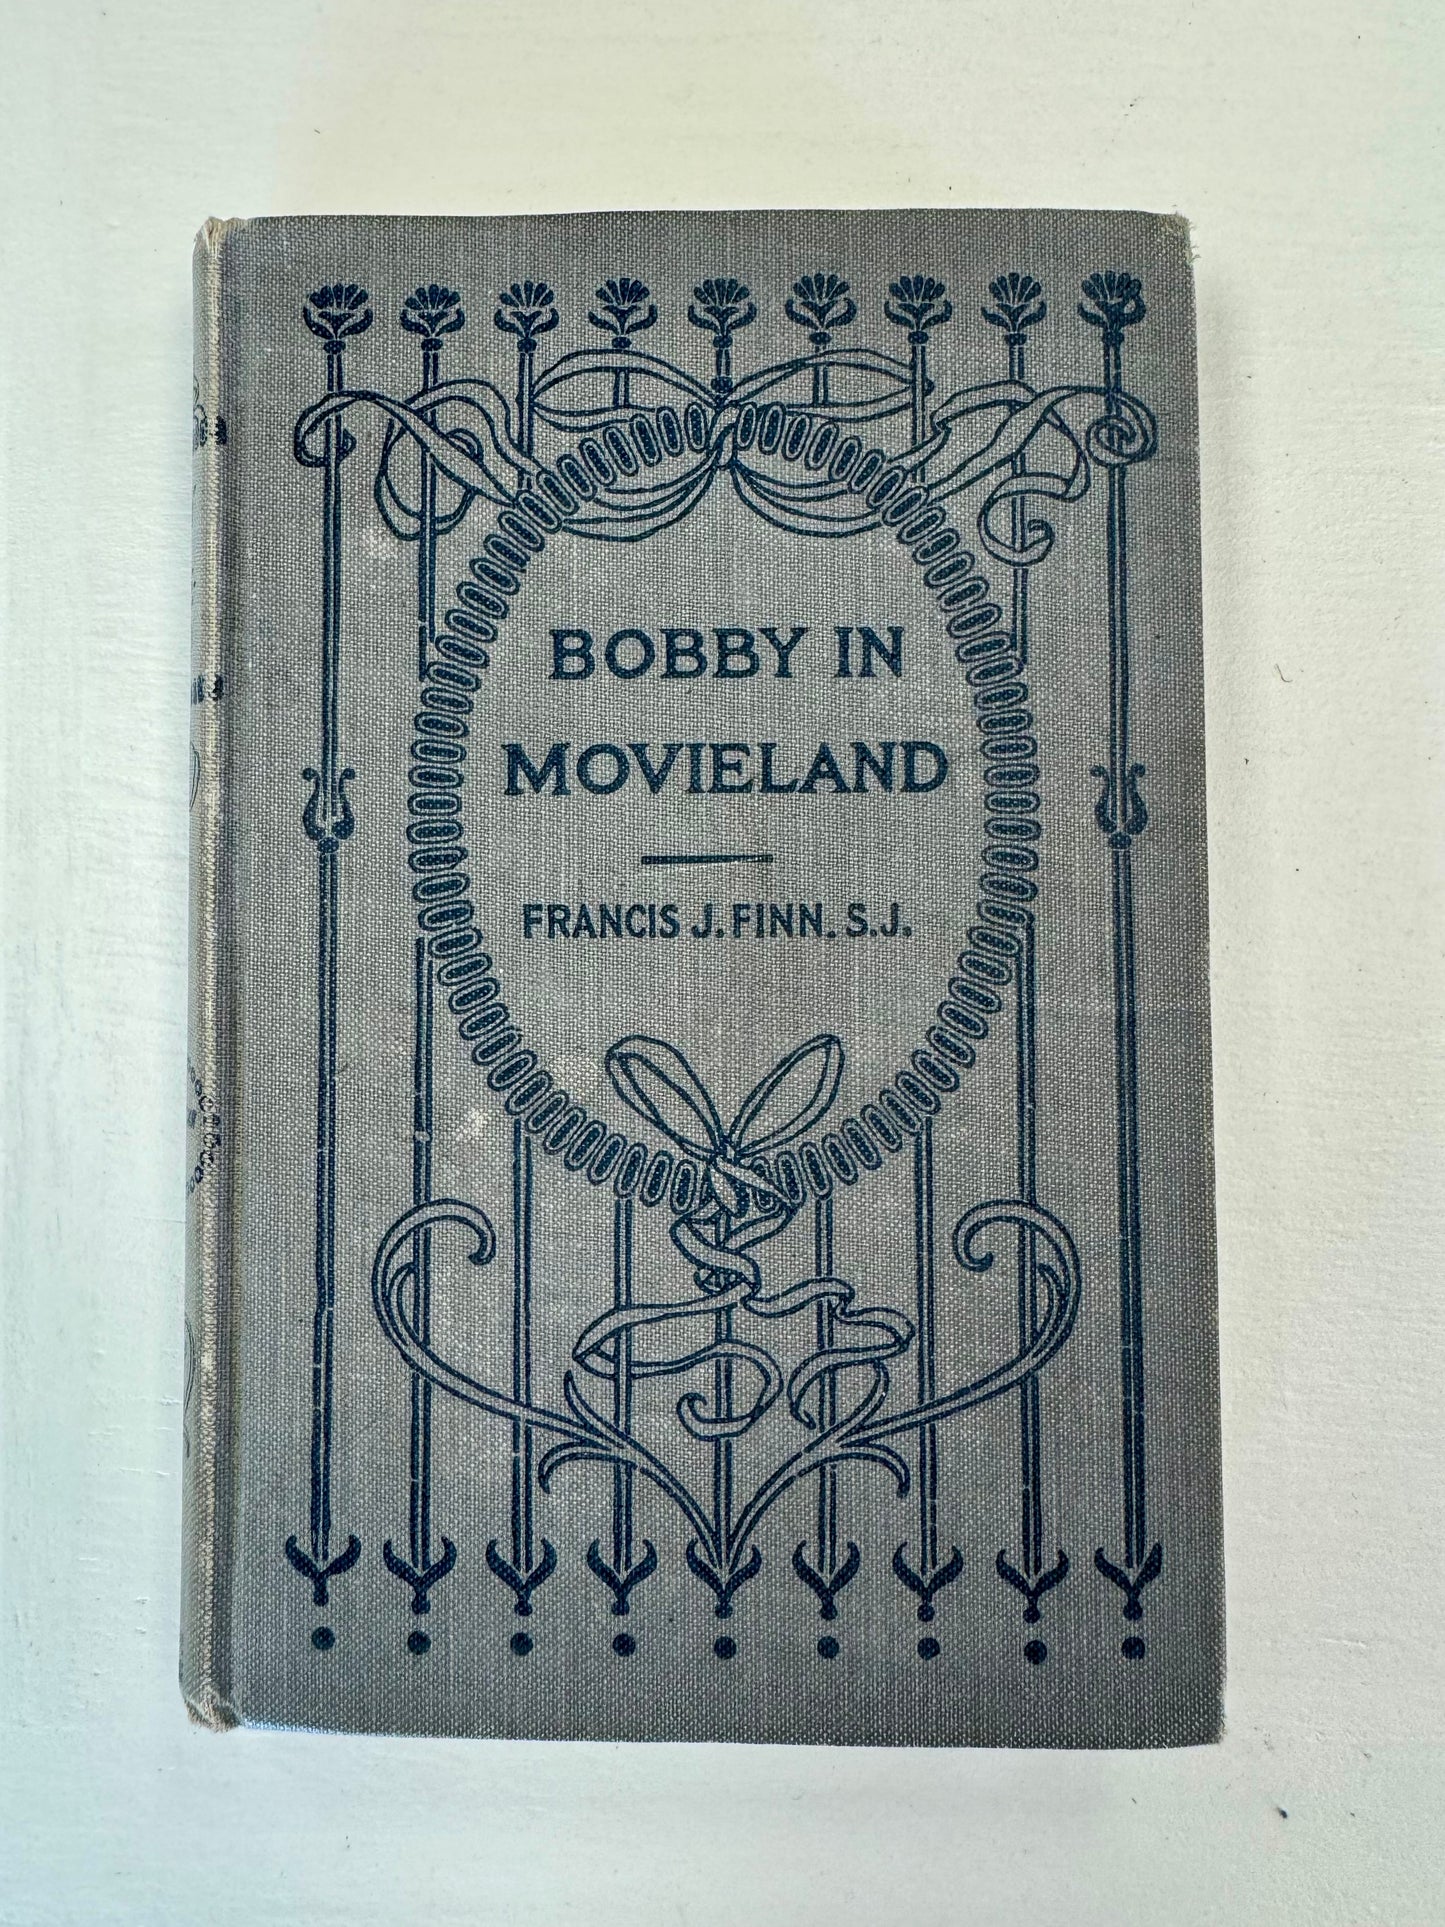 BOBBY IN
MOVIELAND
FRANCIS J. FINN. S.J.